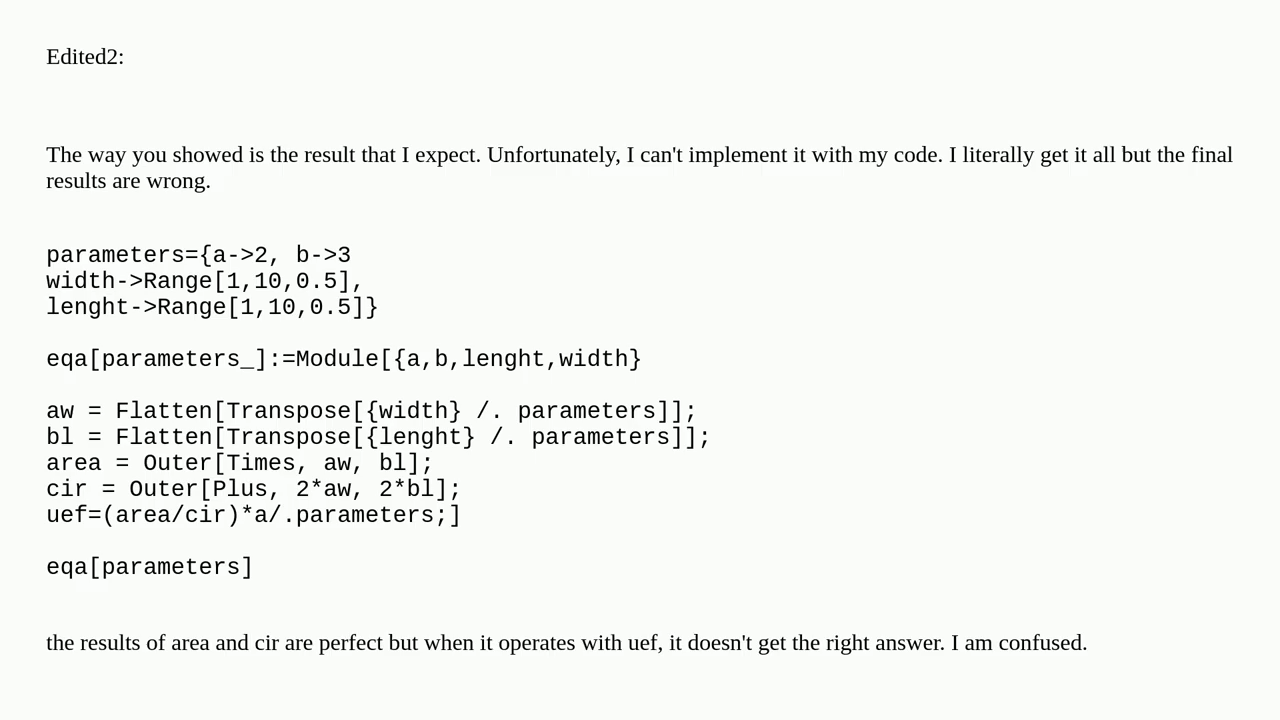 Edited2:
The way you showed is the result that I expect. Unfortunately, I can't implement it with my code. I literally get it all but the final
results are wrong.
parameters={a->2, b->3
width->Range[1,10,0.5],
lenght->Range[1,10,0.5]}
eqa[parameters_]:=Module[{a,b,lenght,width}
aw = Flatten[Transpose[{width} /. parameters]];
bl = Flatten[Transpose[{lenght} /. parameters]];
area = Outer[Times, aw, bl];
cir = Outer[Plus, 2*aw, 2*bl];
uef=(area/cir)*a/.parameters;]
eqa[parameters]
the results of area and cir are perfect but when it operates with uef, it doesn't get the right answer. I am confused.